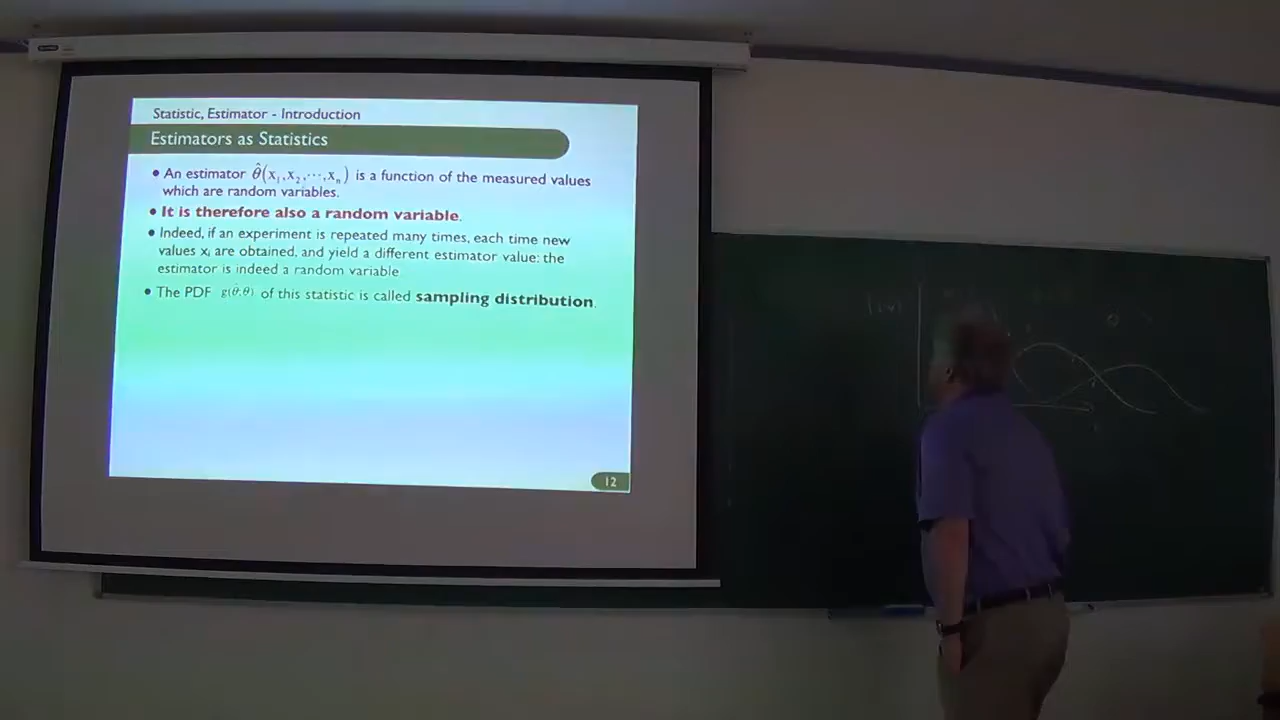 Statistic, Estimator - Introduction
Estimators as Statistics
• An estimator θ̂(x₁,x₂,⋯,xₙ) is a function of the measured values
which are random variables.
• It is therefore also a random variable.
• Indeed, if an experiment is repeated many times, each time new
values xᵢ are obtained, and yield a different estimator value: the
estimator is indeed a random variable
• The PDF g(θ̂;θ) of this statistic is called sampling distribution.
12